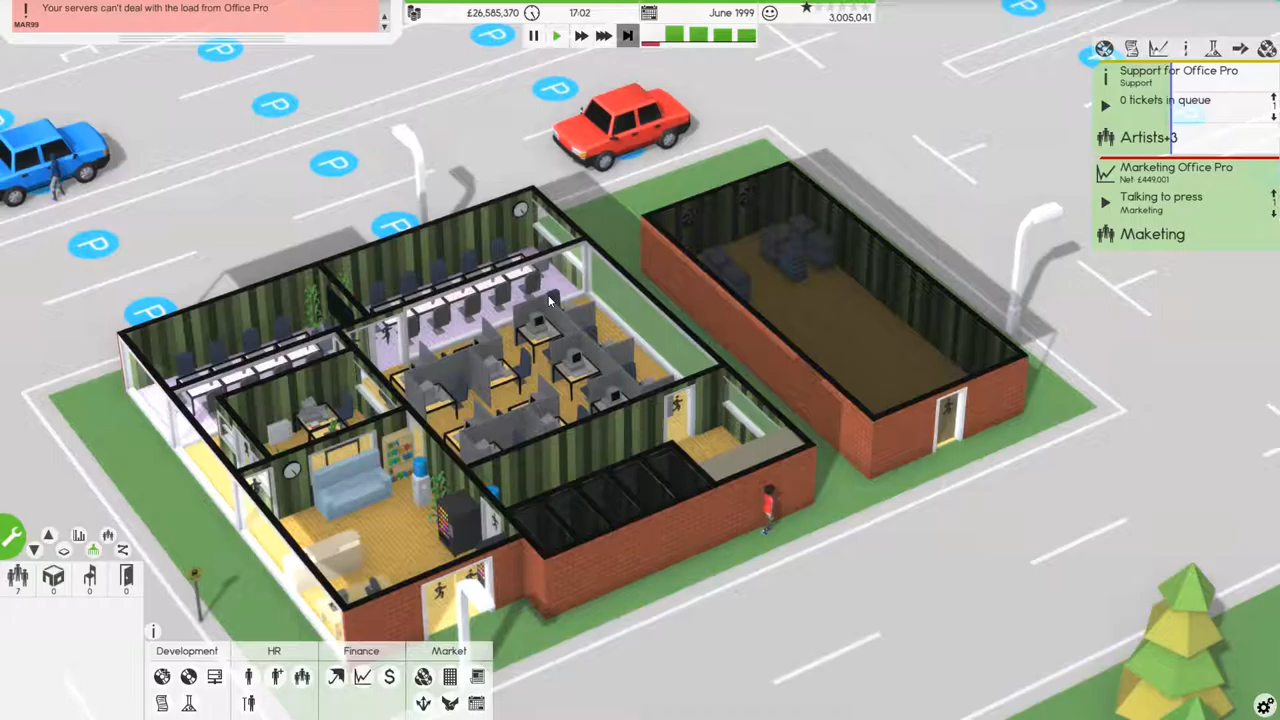 Your servers can't deal with the load from Office Pro
MAR99
£26,585,370
17:02
June 1999
3,005,041
Support for Office Pro
Support
0 tickets in queue
1
Artists+3
Marketing Office Pro
Net: £449,001
Talking to press
Marketing
1
Maketing
P
P
P
P
P
P
P
P
P
7
0
0
0
Development
HR
Finance
Market